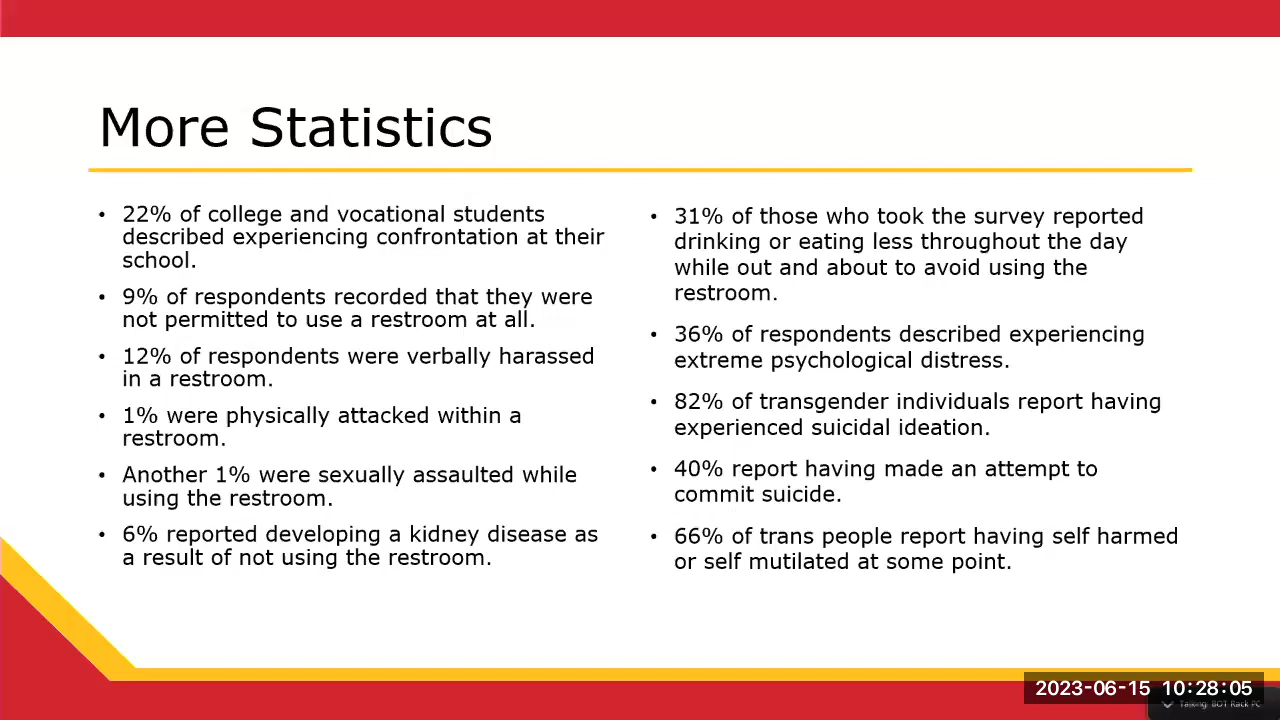 More Statistics
• 22% of college and vocational students
described experiencing confrontation at their
school.
• 9% of respondents recorded that they were
not permitted to use a restroom at all.
• 12% of respondents were verbally harassed
in a restroom.
• 1% were physically attacked within a
restroom.
• Another 1% were sexually assaulted while
using the restroom.
• 6% reported developing a kidney disease as
a result of not using the restroom.
• 31% of those who took the survey reported
drinking or eating less throughout the day
while out and about to avoid using the
restroom.
• 36% of respondents described experiencing
extreme psychological distress.
• 82% of transgender individuals report having
experienced suicidal ideation.
• 40% report having made an attempt to
commit suicide.
• 66% of trans people report having self harmed
or self mutilated at some point.
2023-06-15 10:28:05
Talking: BOT Rack PC